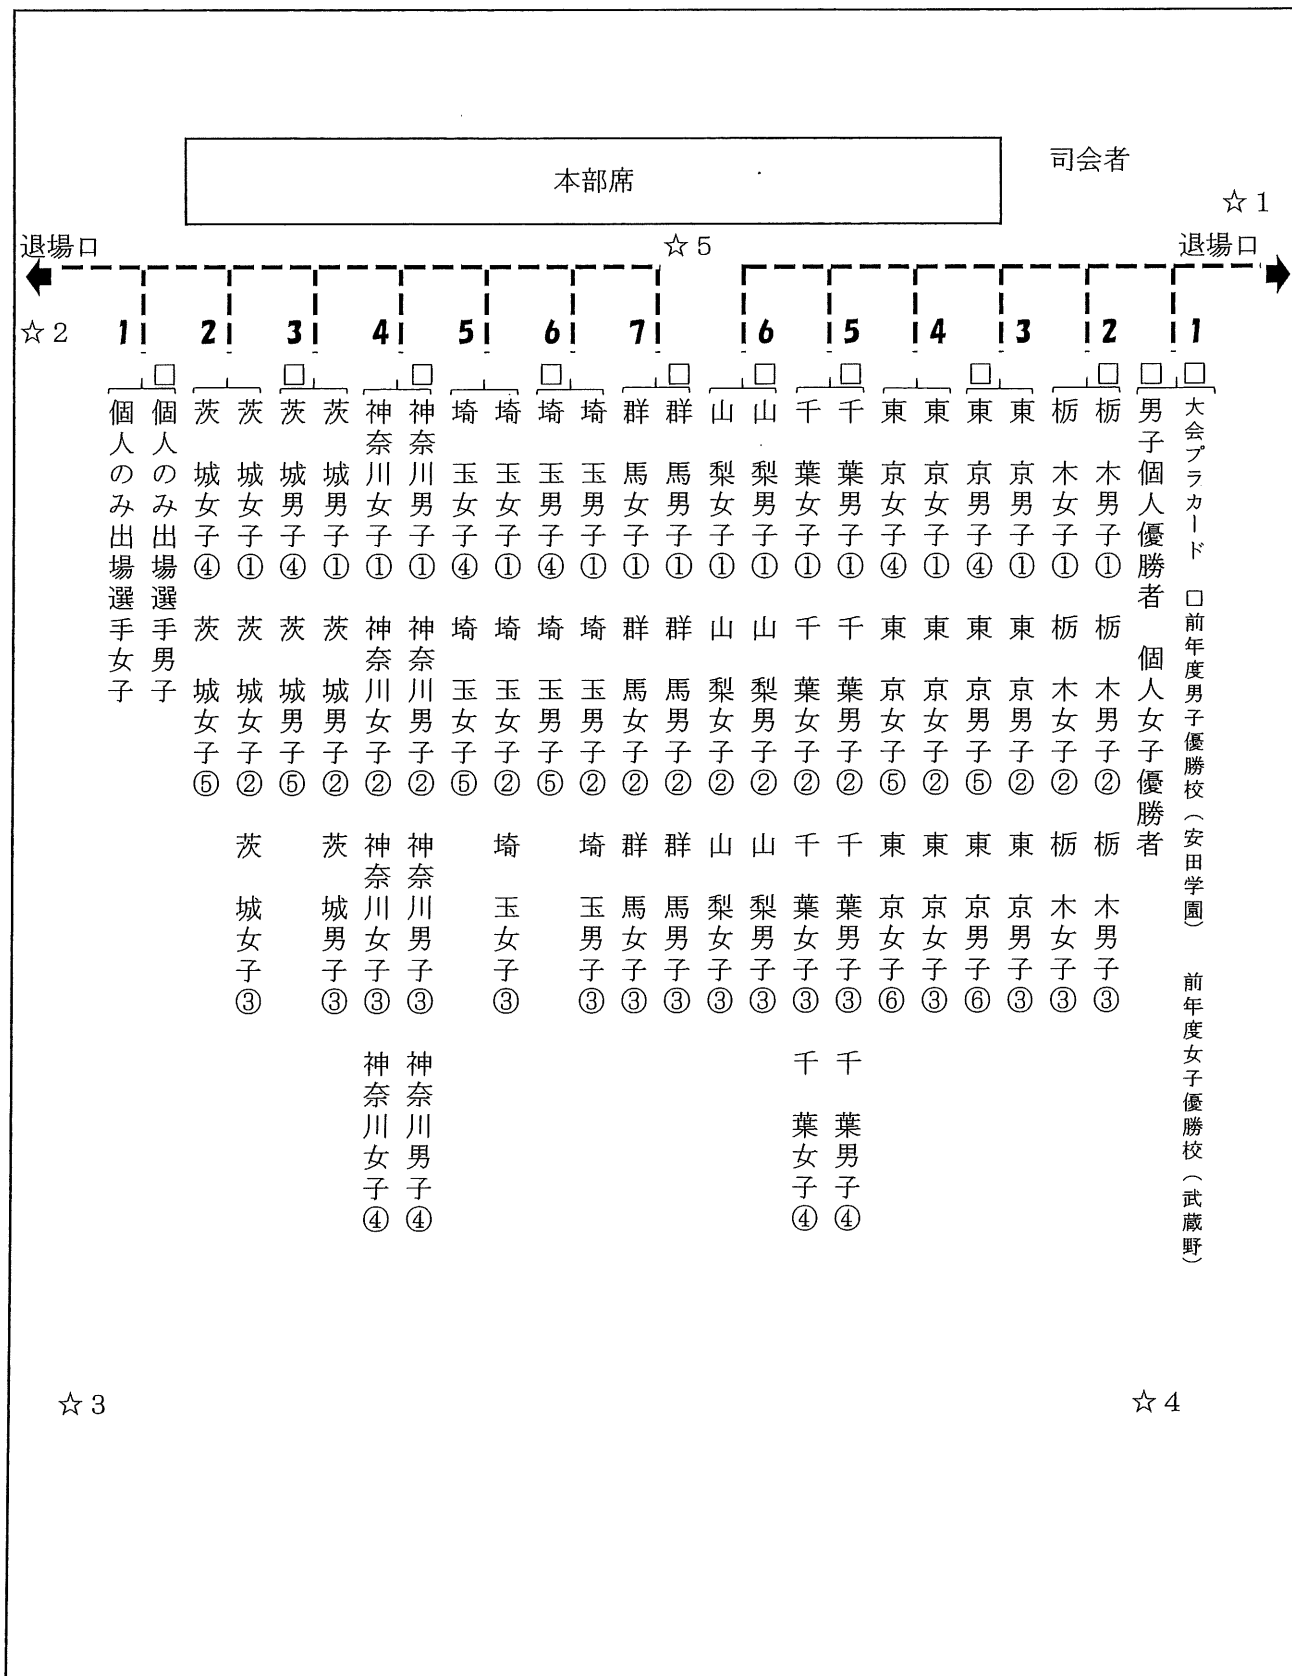 本部席
司会者
☆1
退場口
☆5
退場口
☆2
1 2 3 4 5 6 7 6 5 4 3 2 1
□大会プラカード □前年度男子優勝校(安田学園) 前年度女子優勝校(武蔵野)
□男子個人優勝者 個人女子優勝者
□栃木男子① 栃木男子② 栃木男子③
栃木女子① 栃木女子② 栃木女子③
東京男子① 東京男子② 東京男子③
□東京男子④ 東京男子⑤ 東京男子⑥
東京女子① 東京女子② 東京女子③
東京女子④ 東京女子⑤ 東京女子⑥
□千葉男子① 千葉男子② 千葉男子③ 千葉男子④
千葉女子① 千葉女子② 千葉女子③ 千葉女子④
□山梨男子① 山梨男子② 山梨男子③
山梨女子① 山梨女子② 山梨女子③
□群馬男子① 群馬男子② 群馬男子③
群馬女子① 群馬女子② 群馬女子③
埼玉男子① 埼玉男子② 埼玉男子③
□埼玉男子④ 埼玉男子⑤
埼玉女子① 埼玉女子② 埼玉女子③
埼玉女子④ 埼玉女子⑤
□神奈川男子① 神奈川男子② 神奈川男子③ 神奈川男子④
神奈川女子① 神奈川女子② 神奈川女子③ 神奈川女子④
茨城男子① 茨城男子② 茨城男子③
□茨城男子④ 茨城男子⑤
茨城女子① 茨城女子② 茨城女子③
茨城女子④ 茨城女子⑤
□個人のみ出場選手男子
個人のみ出場選手女子
☆3
☆4